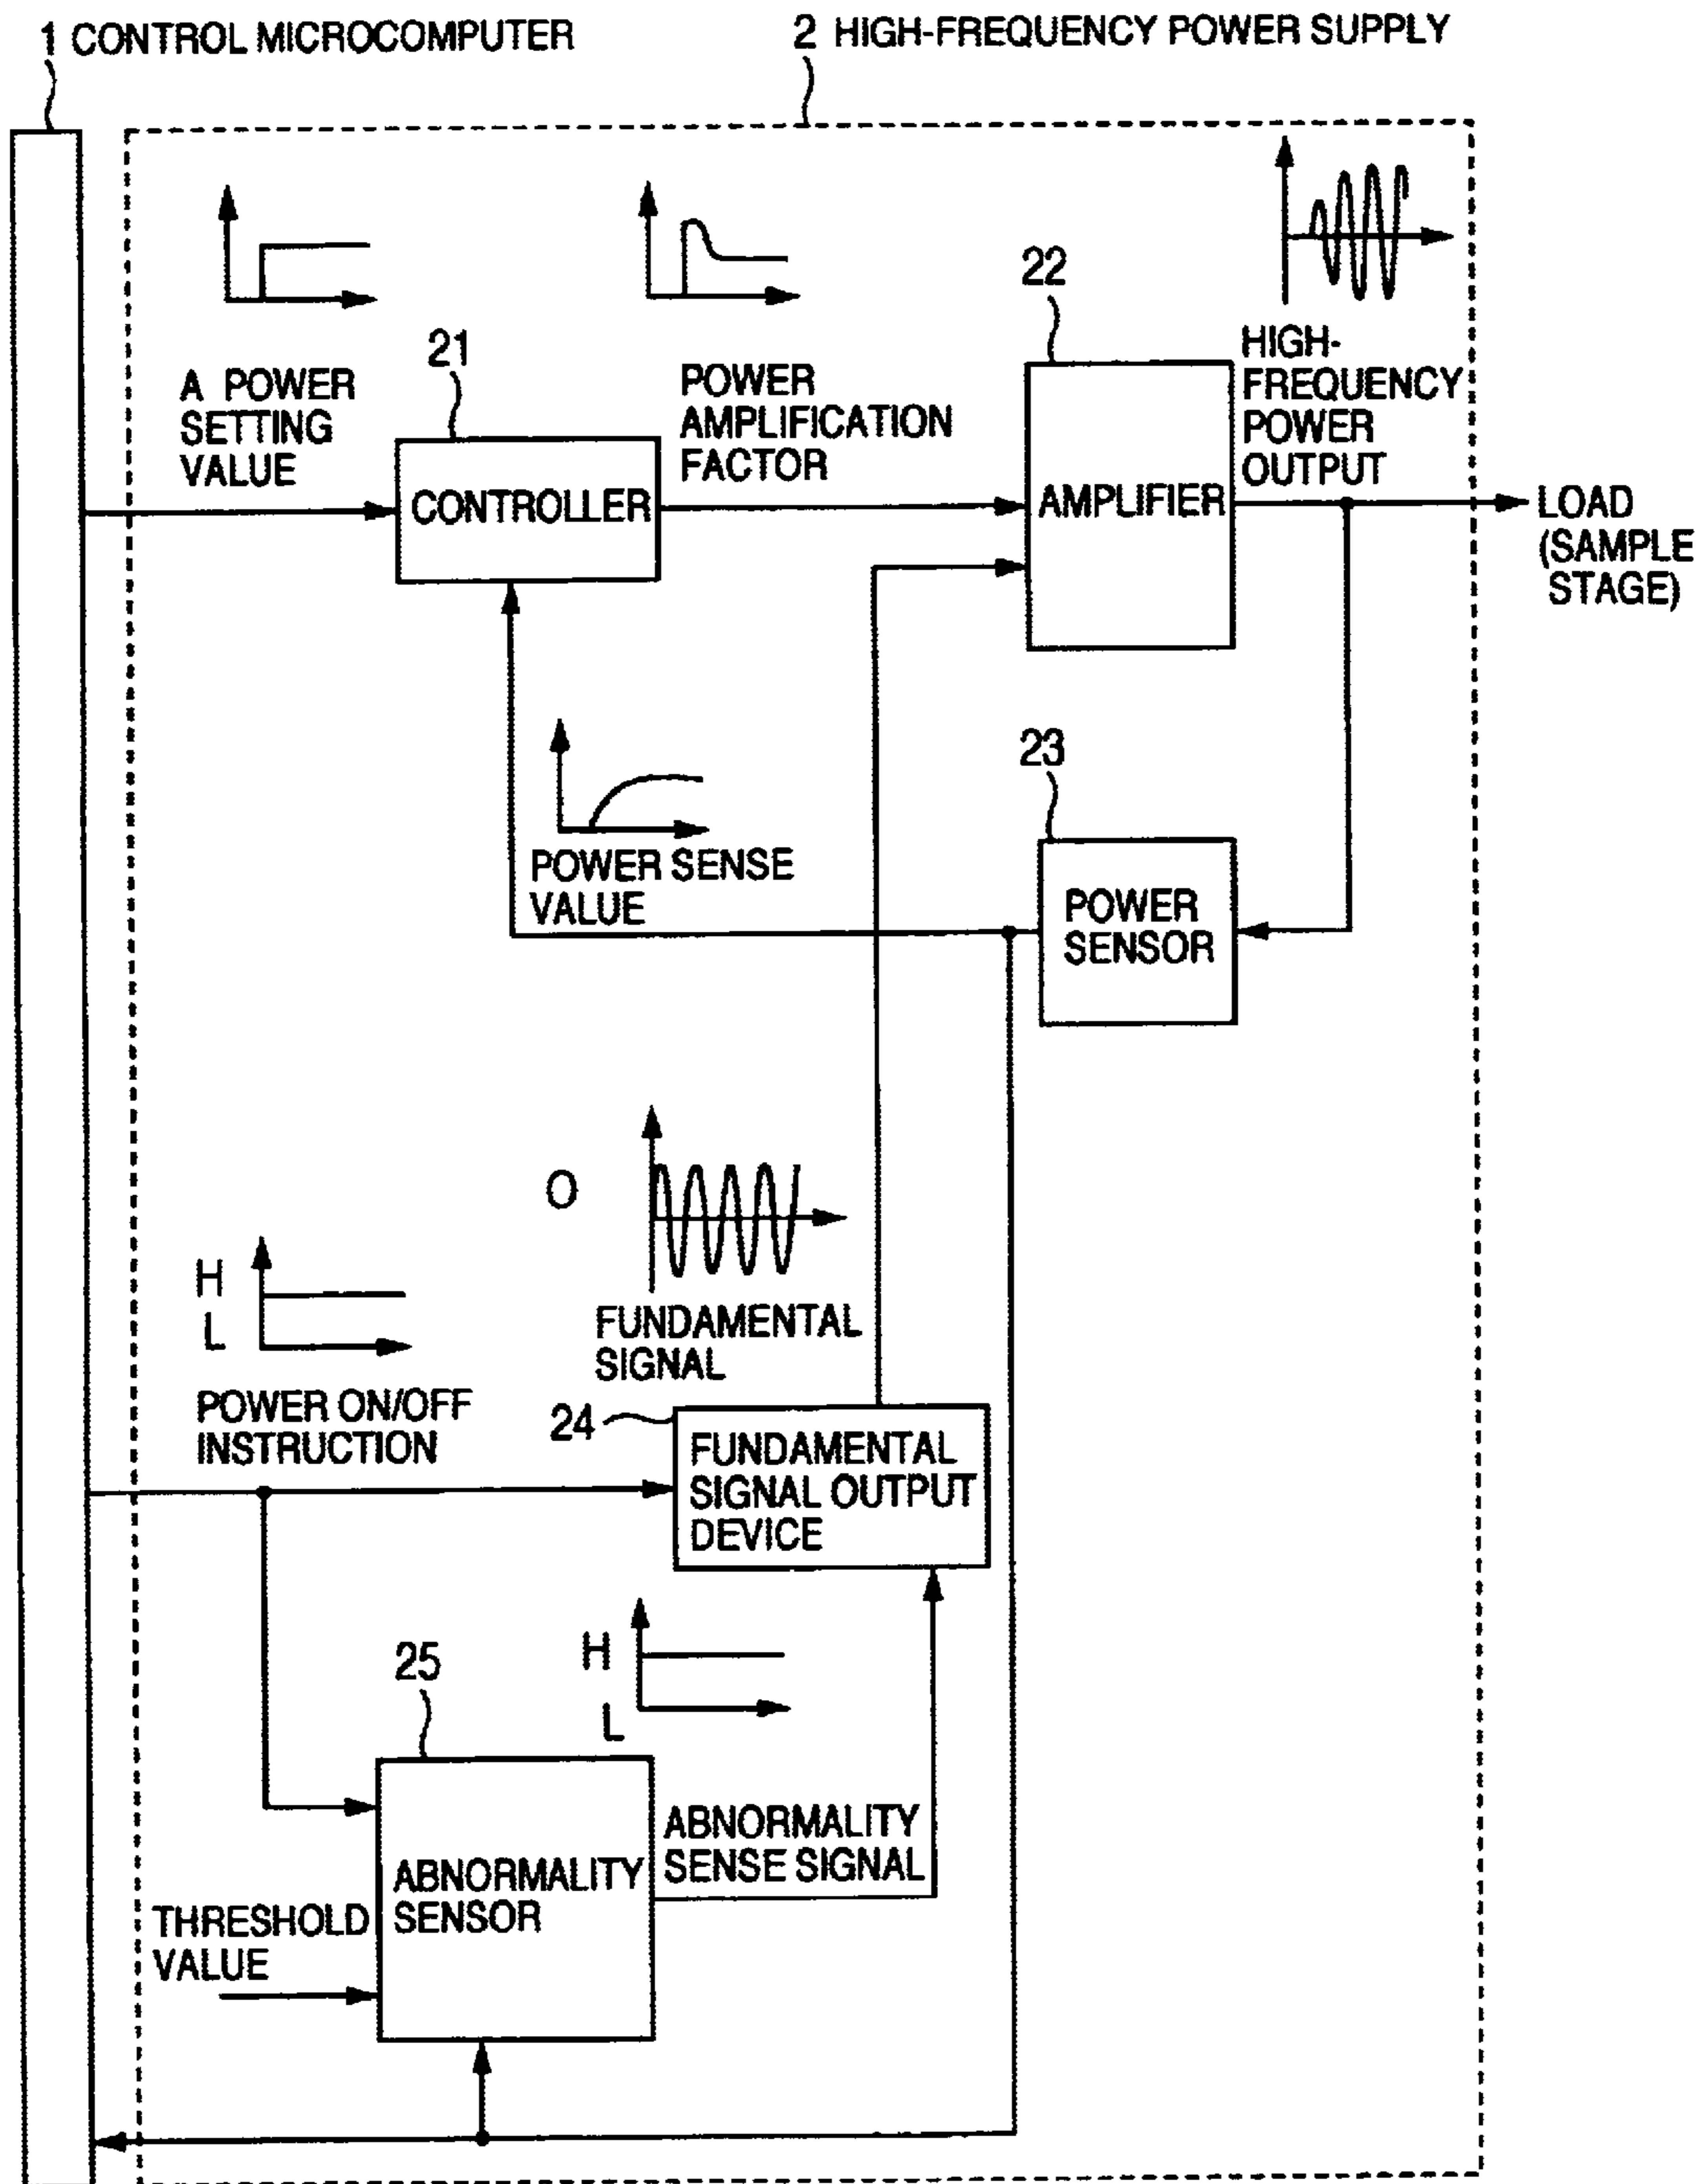 1 CONTROL MICROCOMPUTER
2 HIGH-FREQUENCY POWER SUPPLY
22
21
A POWER
SETTING
VALUE
POWER
AMPLIFICATION
FACTOR
HIGH-
FREQUENCY
POWER
OUTPUT
CONTROLLER
AMPLIFIER
LOAD
(SAMPLE
STAGE)
23
POWER SENSE
VALUE
POWER
SENSOR
O
H
L
FUNDAMENTAL
SIGNAL
POWER ON/OFF
INSTRUCTION
24
FUNDAMENTAL
SIGNAL OUTPUT
DEVICE
25
H
L
ABNORMALITY
SENSE SIGNAL
ABNORMALITY
SENSOR
THRESHOLD
VALUE